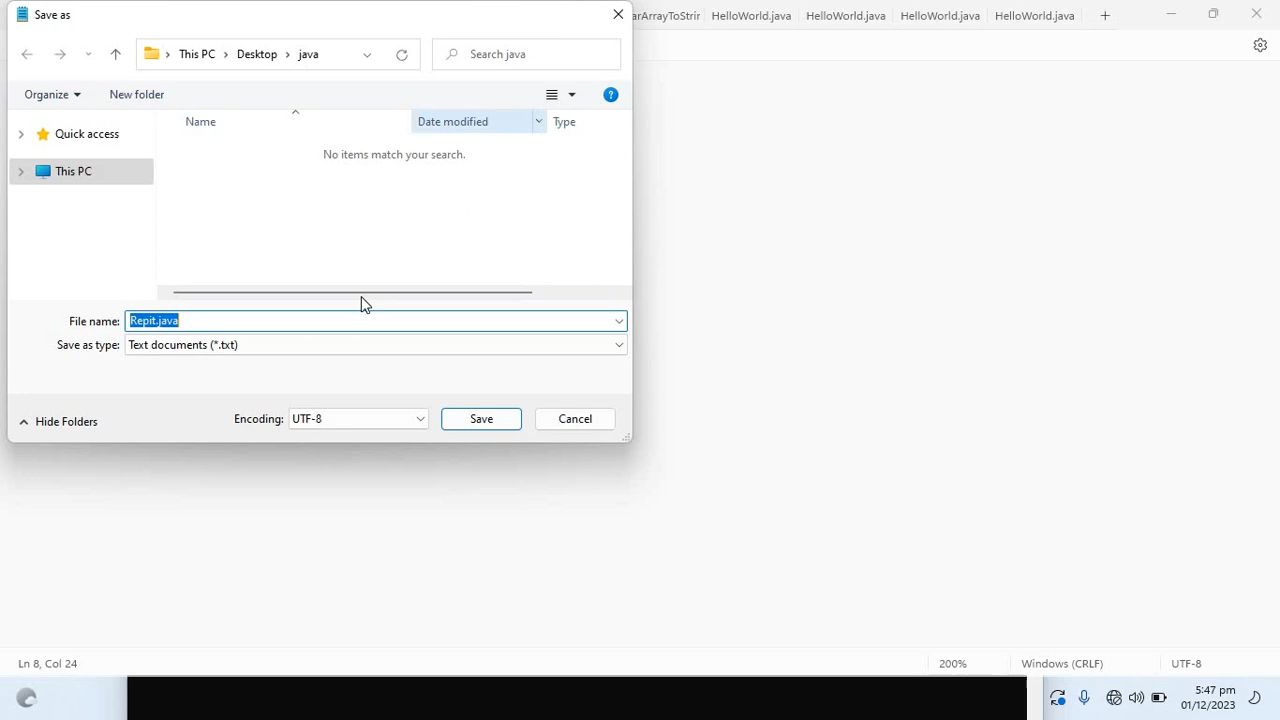 Save as
arArrayToStrin HelloWorld.java HelloWorld.java HelloWorld.java HelloWorld.java
This PC > Desktop > java
Search java
Organize New folder
Name Date modified Type
Quick access
No items match your search.
This PC
File name: Repit.java
Save as type: Text documents (*.txt)
Hide Folders Encoding: UTF-8 Save Cancel
Ln 8, Col 24 200% Windows (CRLF) UTF-8
5:47 pm
01/12/2023